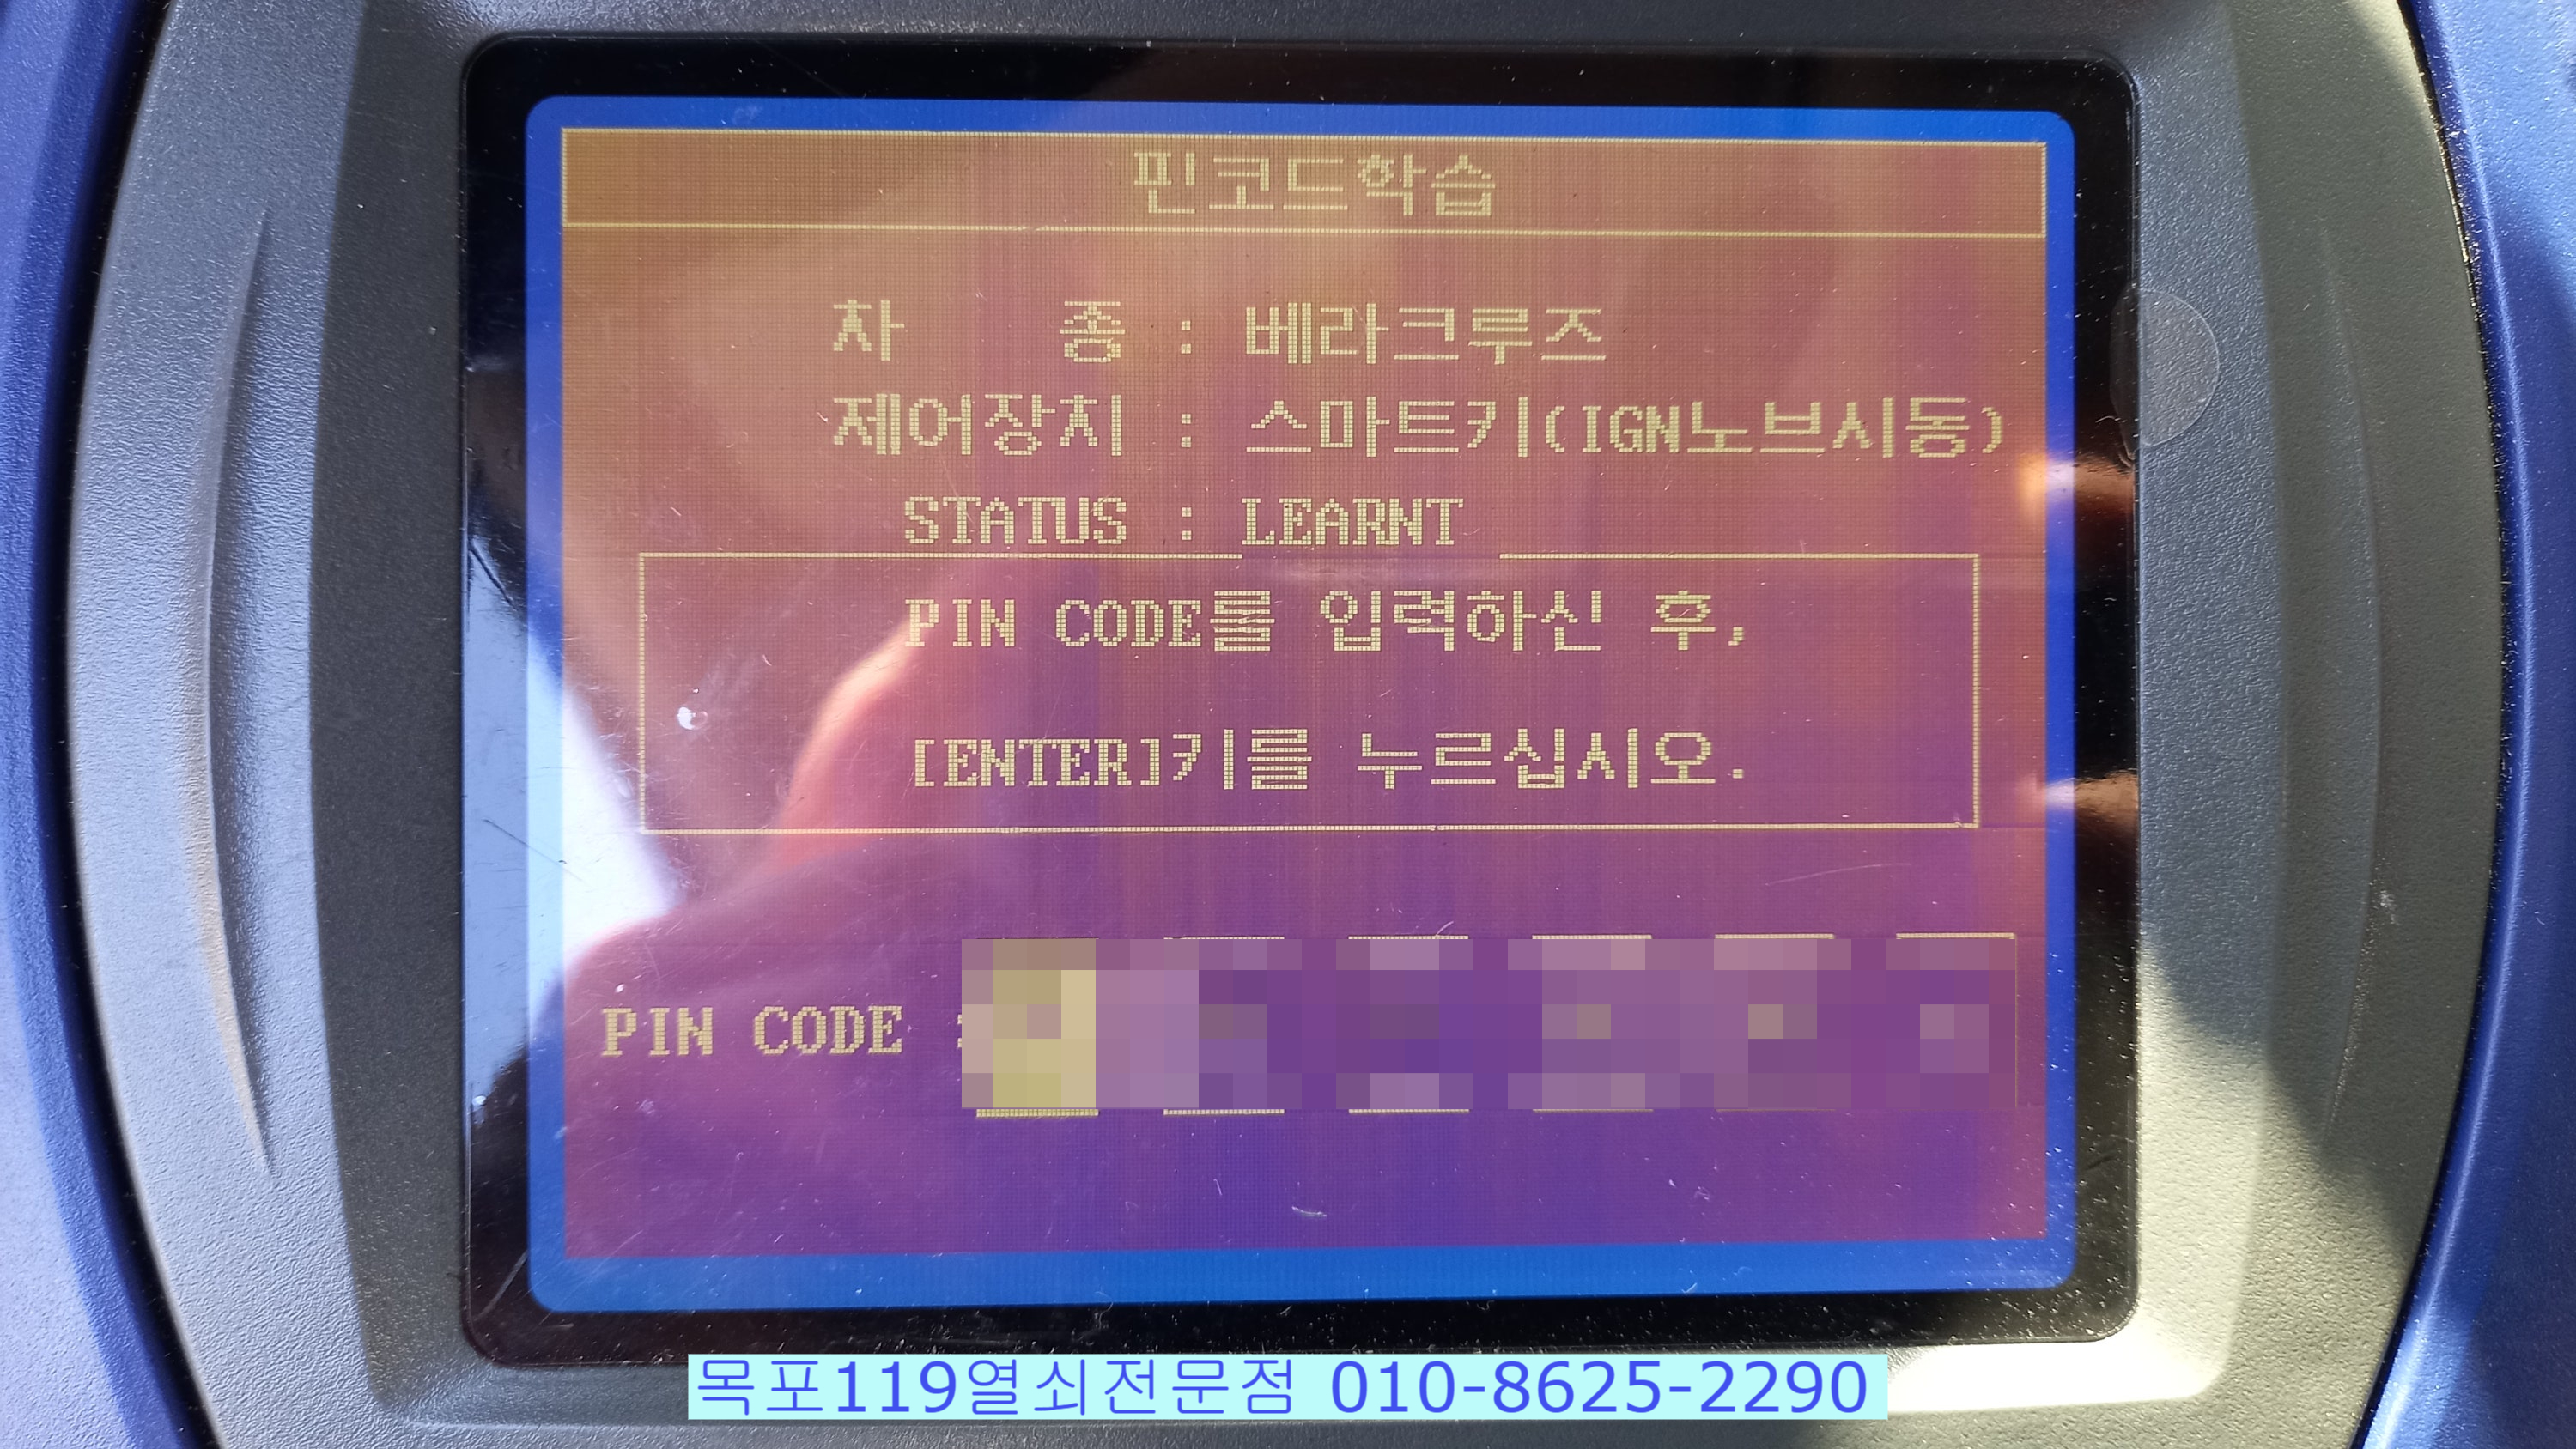 핀코드학습
차 종 : 베라크루즈
제어장치 : 스마트키(IGN노브시동)
STATUS : LEARNT
PIN CODE를 입력하신 후,
[ENTER]키를 누르십시오.
PIN CODE :
목포119열쇠전문점 010-8625-2290